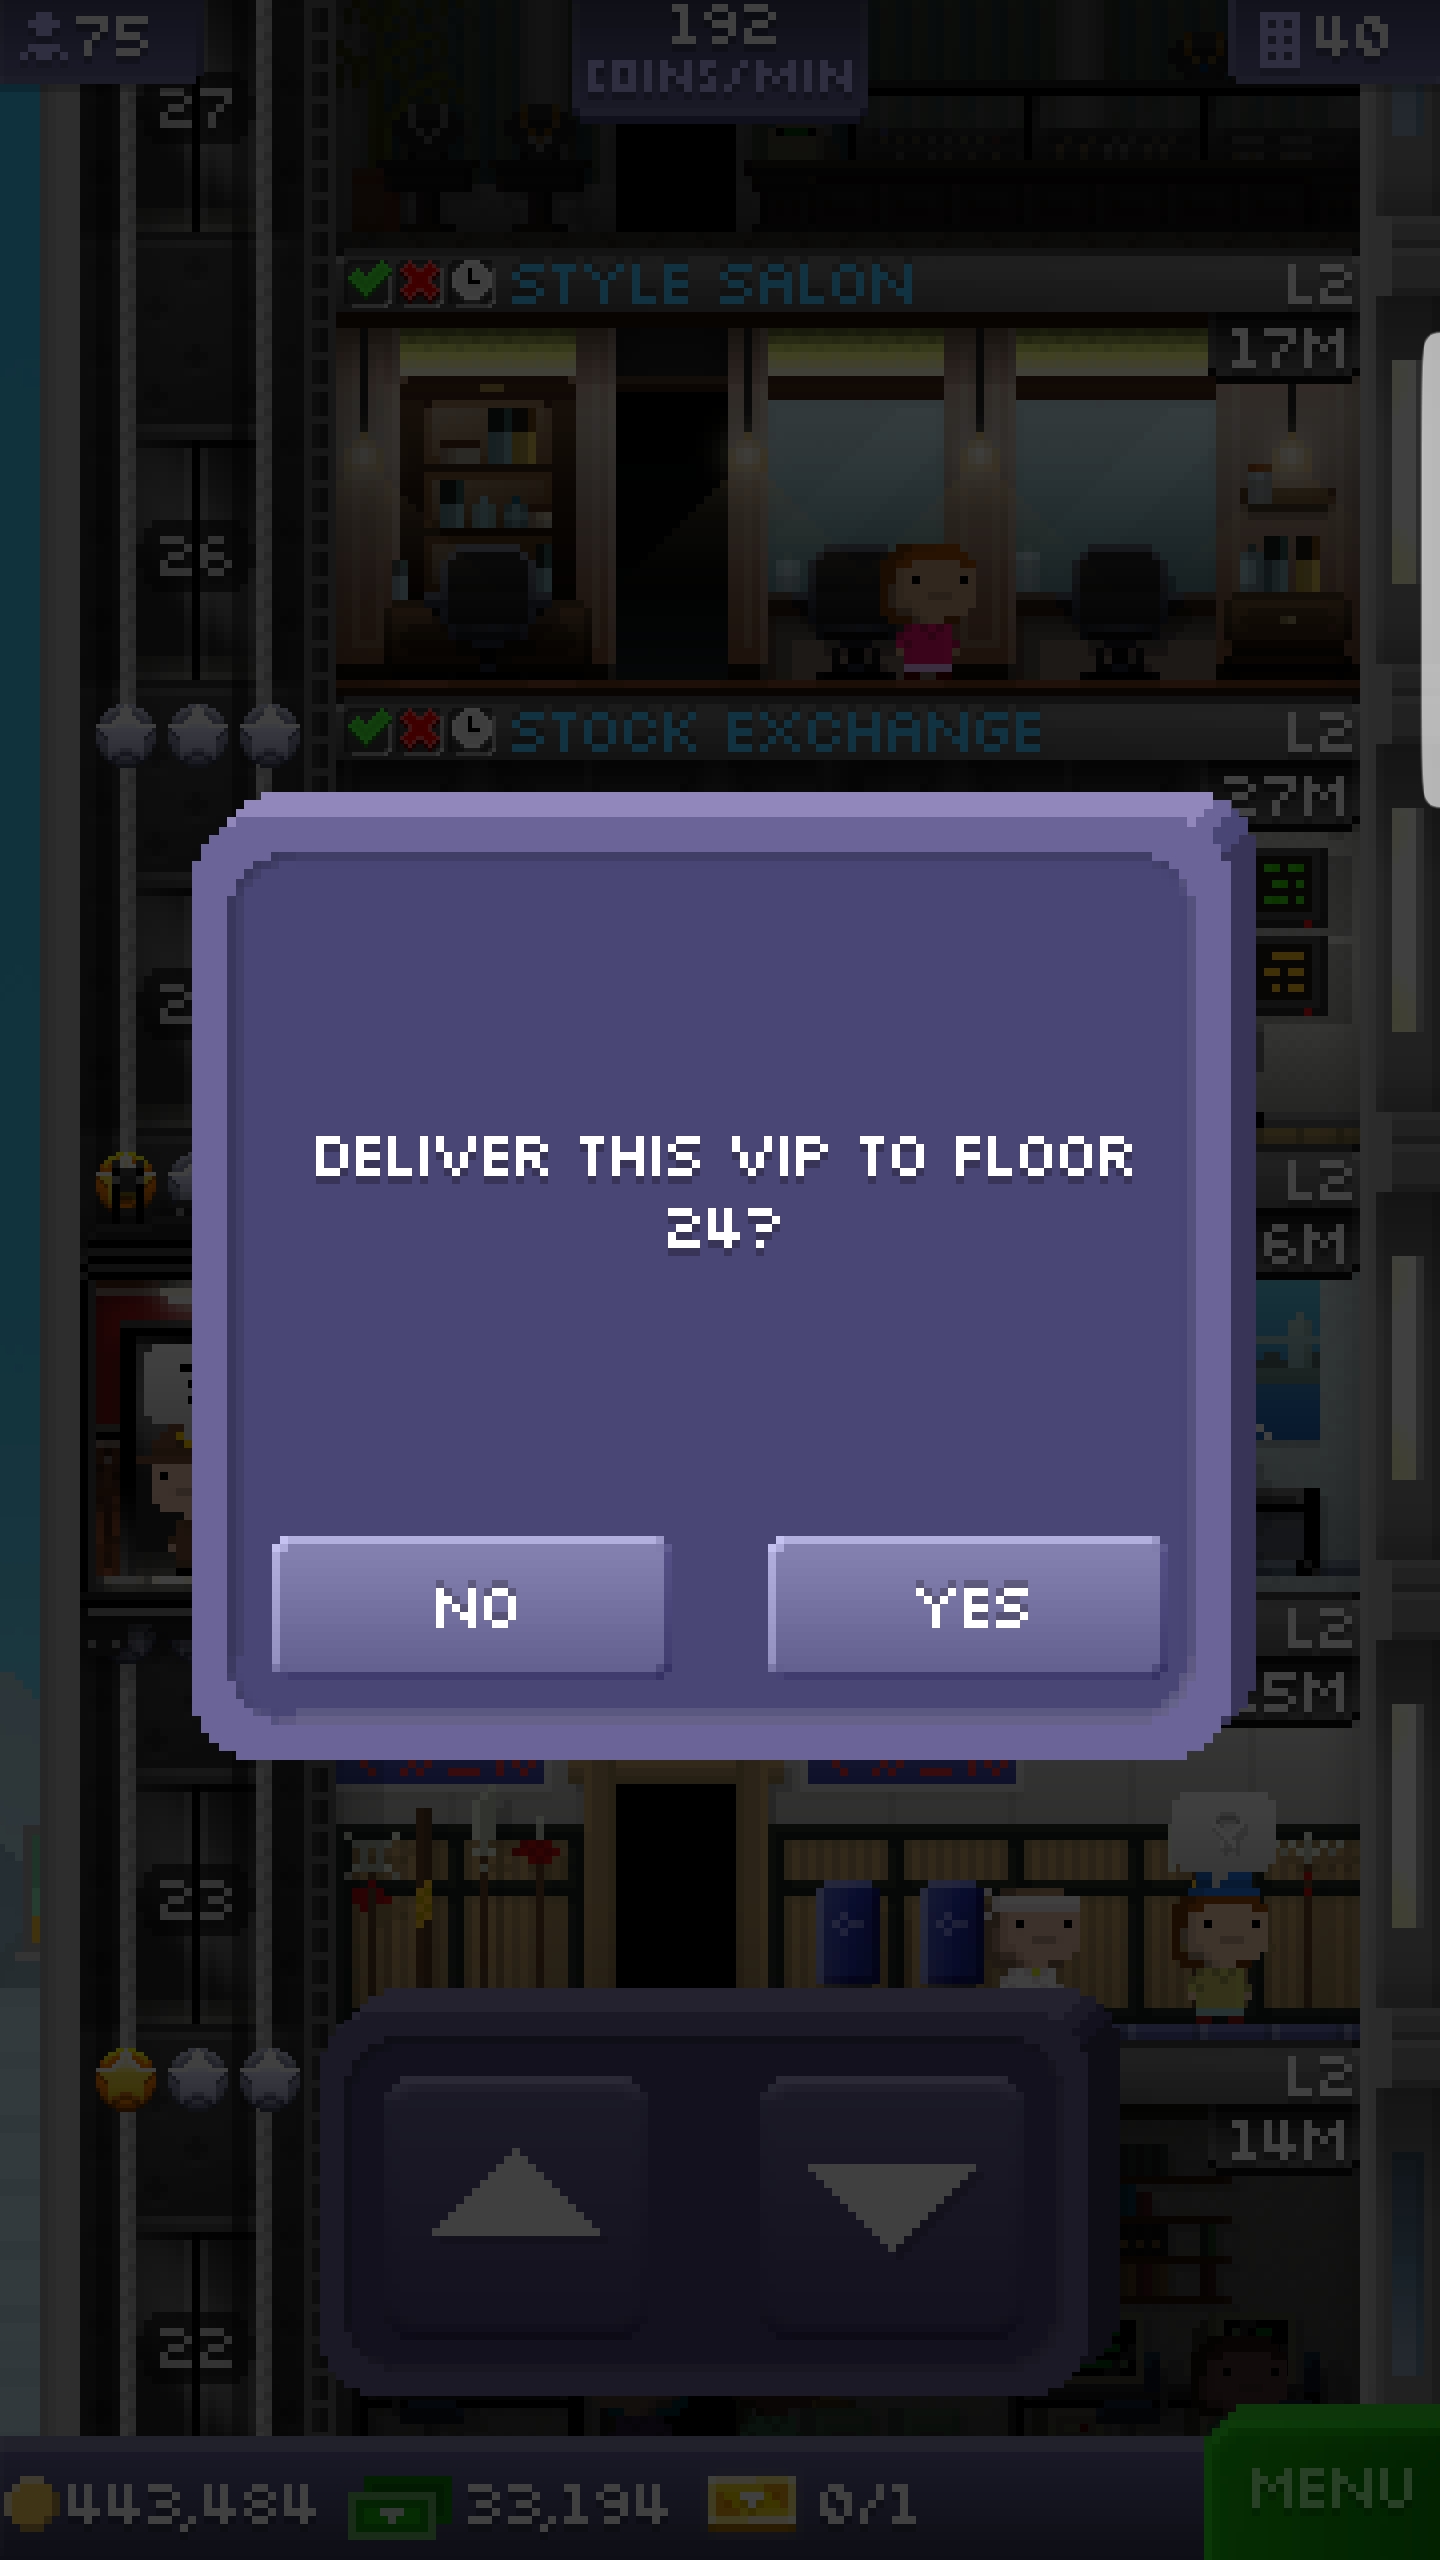 75
192
COINS/MIN
40
27
STYLE SALON L2
17M
26
STOCK EXCHANGE L2
27M
L2
6M
DELIVER THIS VIP TO FLOOR
24?
NO YES
L2
15M
23
L2
14M
22
443,484 33,194 0/1
MENU